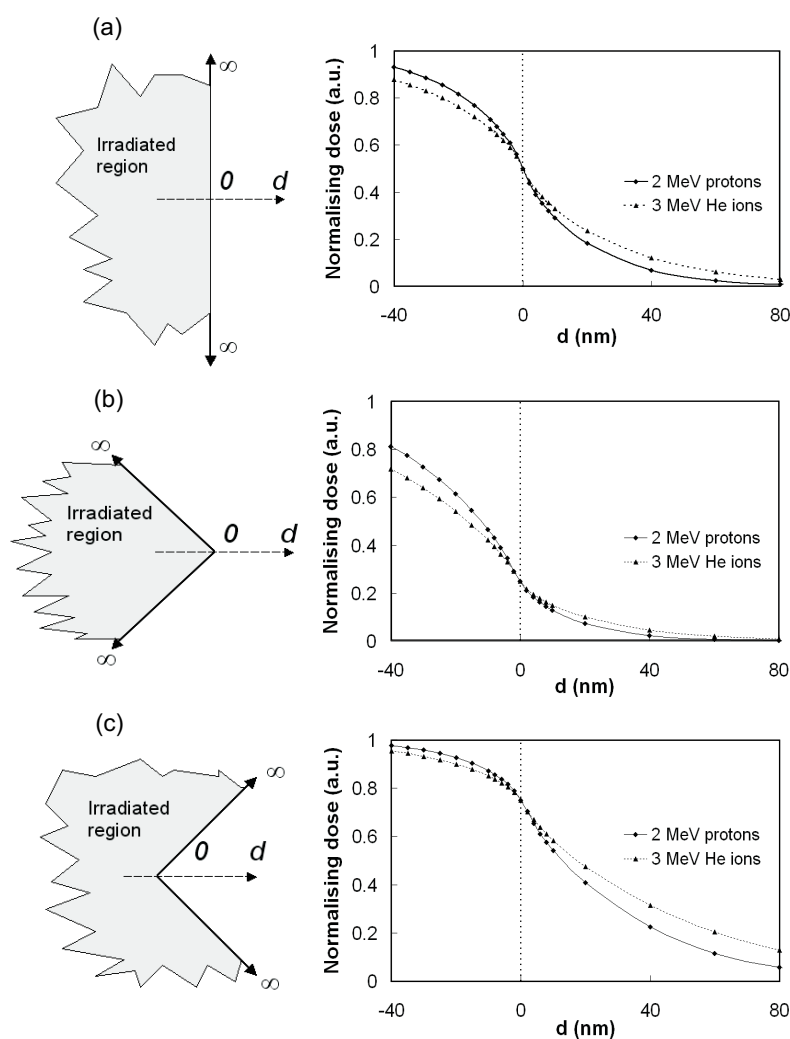 (a)
∞
Irradiated
region
0 d
∞
Normalising dose (a.u.)
1
0.8
0.6
0.4
0.2
0
2 MeV protons
3 MeV He ions
-40 0 40 80
d (nm)
(b)
∞
Irradiated
region
0 d
∞
Normalising dose (a.u.)
1
0.8
0.6
0.4
0.2
0
2 MeV protons
3 MeV He ions
-40 0 40 80
d (nm)
(c)
∞
Irradiated
region
0 d
∞
Normalising dose (a.u.)
1
0.8
0.6
0.4
0.2
0
2 MeV protons
3 MeV He ions
-40 0 40 80
d (nm)